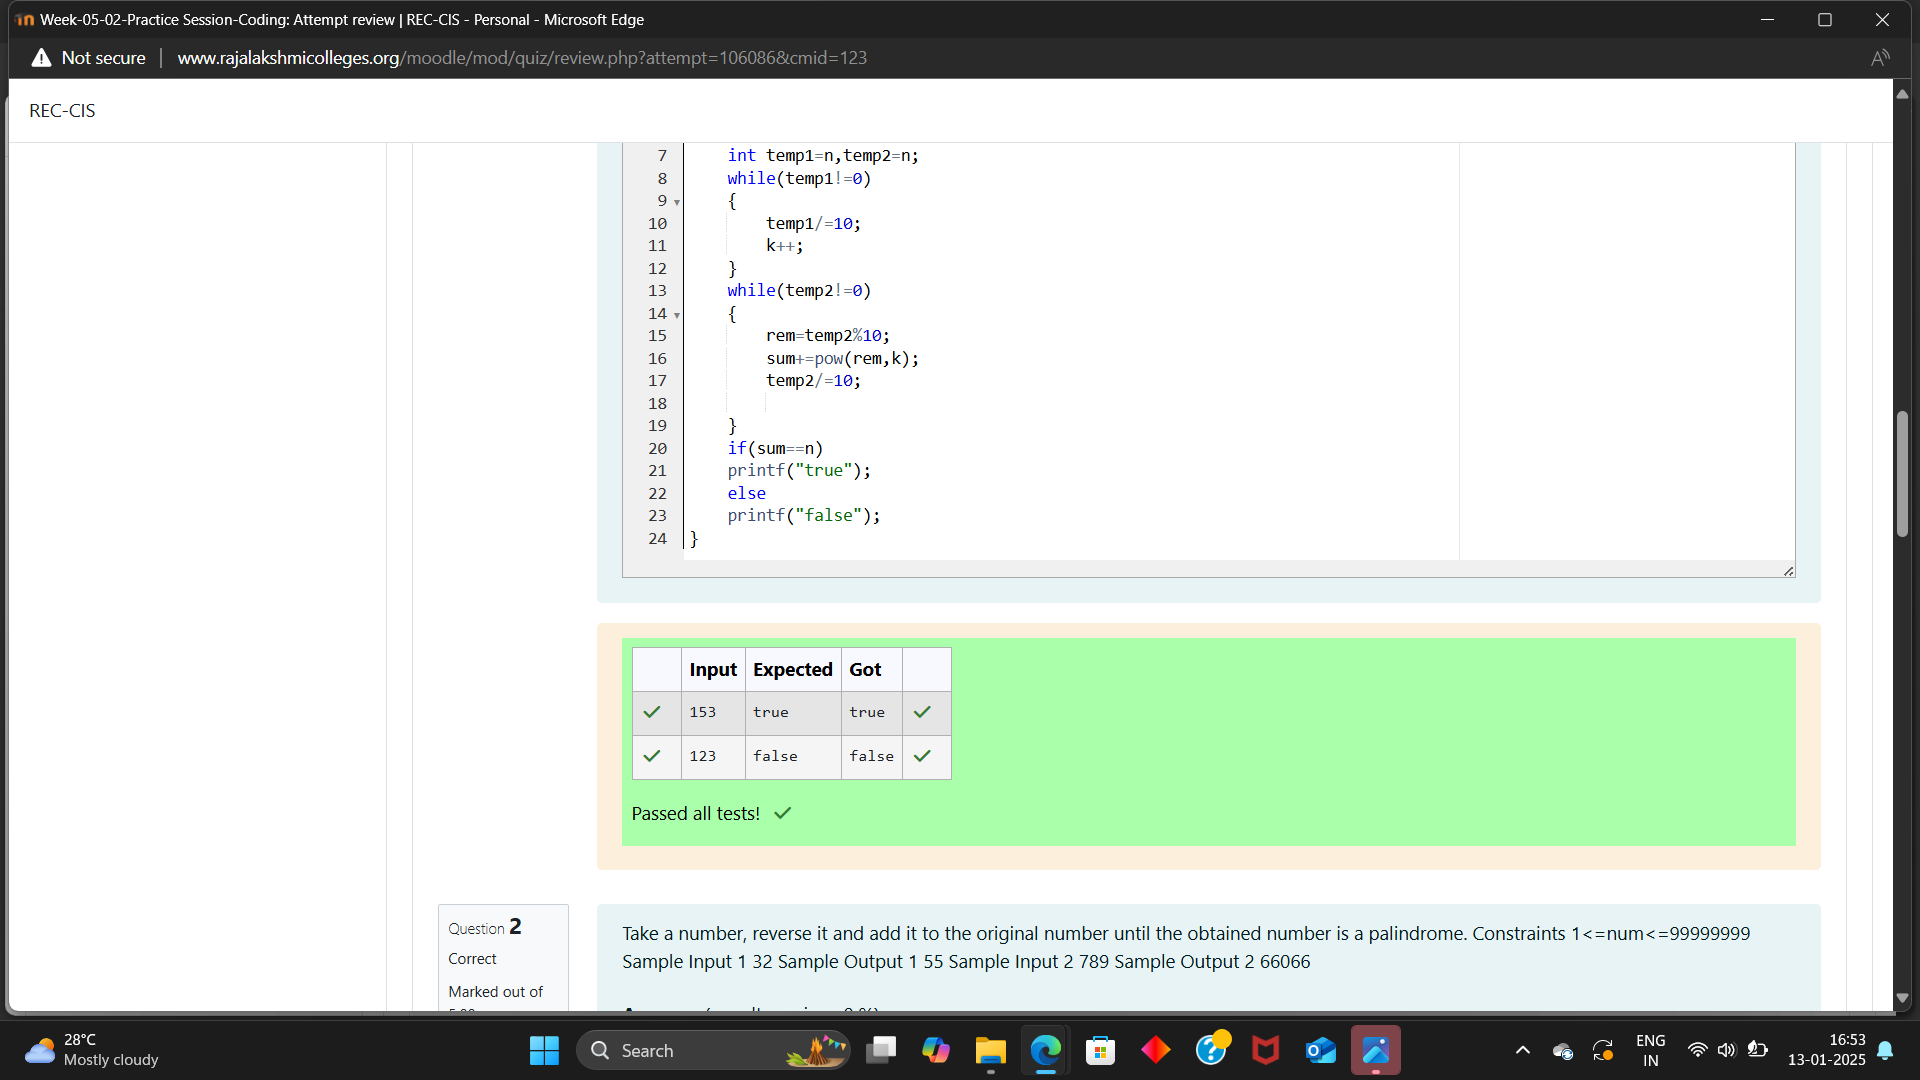 Week-05-02-Practice Session-Coding: Attempt review | REC-CIS - Personal - Microsoft Edge
Not secure | www.rajalakshmicolleges.org/moodle/mod/quiz/review.php?attempt=106086&cmid=123
REC-CIS
7 int temp1=n,temp2=n;
8 while(temp1!=0)
9 {
10 temp1/=10;
11 k++;
12 }
13 while(temp2!=0)
14 {
15 rem=temp2%10;
16 sum+=pow(rem,k);
17 temp2/=10;
18
19 }
20 if(sum==n)
21 printf("true");
22 else
23 printf("false");
24 }
Input Expected Got
153 true true
123 false false
Passed all tests!
Question 2
Correct
Marked out of
Take a number, reverse it and add it to the original number until the obtained number is a palindrome. Constraints 1<=num<=99999999
Sample Input 1 32 Sample Output 1 55 Sample Input 2 789 Sample Output 2 66066
28°C
Mostly cloudy
Search
ENG
IN
16:53
13-01-2025